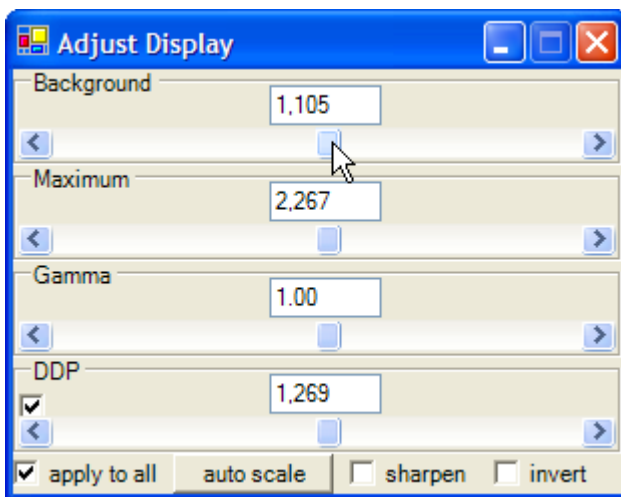 Adjust Display
Background
1,105
Maximum
2,267
Gamma
1.00
DDP
1,269
apply to all auto scale sharpen invert